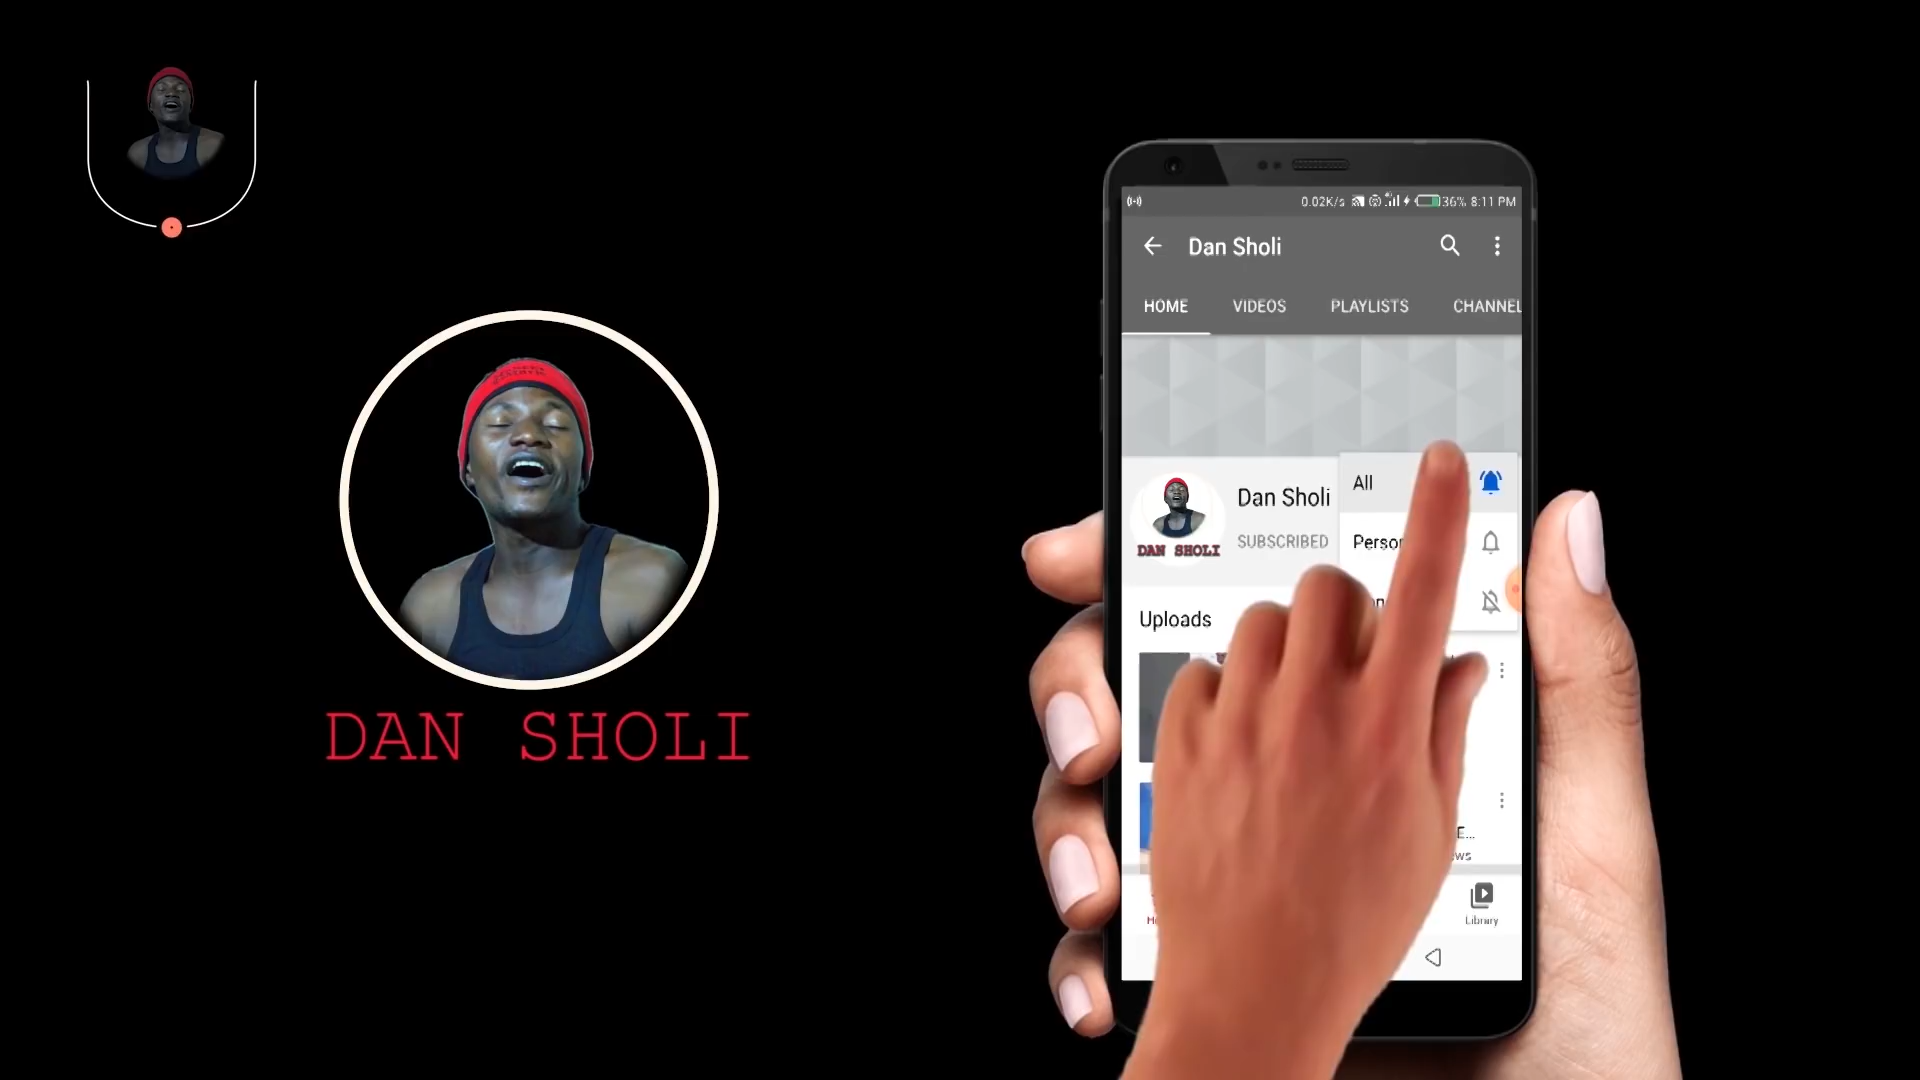 DAN SHOLI
0.02K/s 36% 8:11 PM
Dan Sholi
HOME VIDEOS PLAYLISTS CHANNEL
All
Dan Sholi
SUBSCRIBED
DAN SHOLI
Uploads
E...
Library